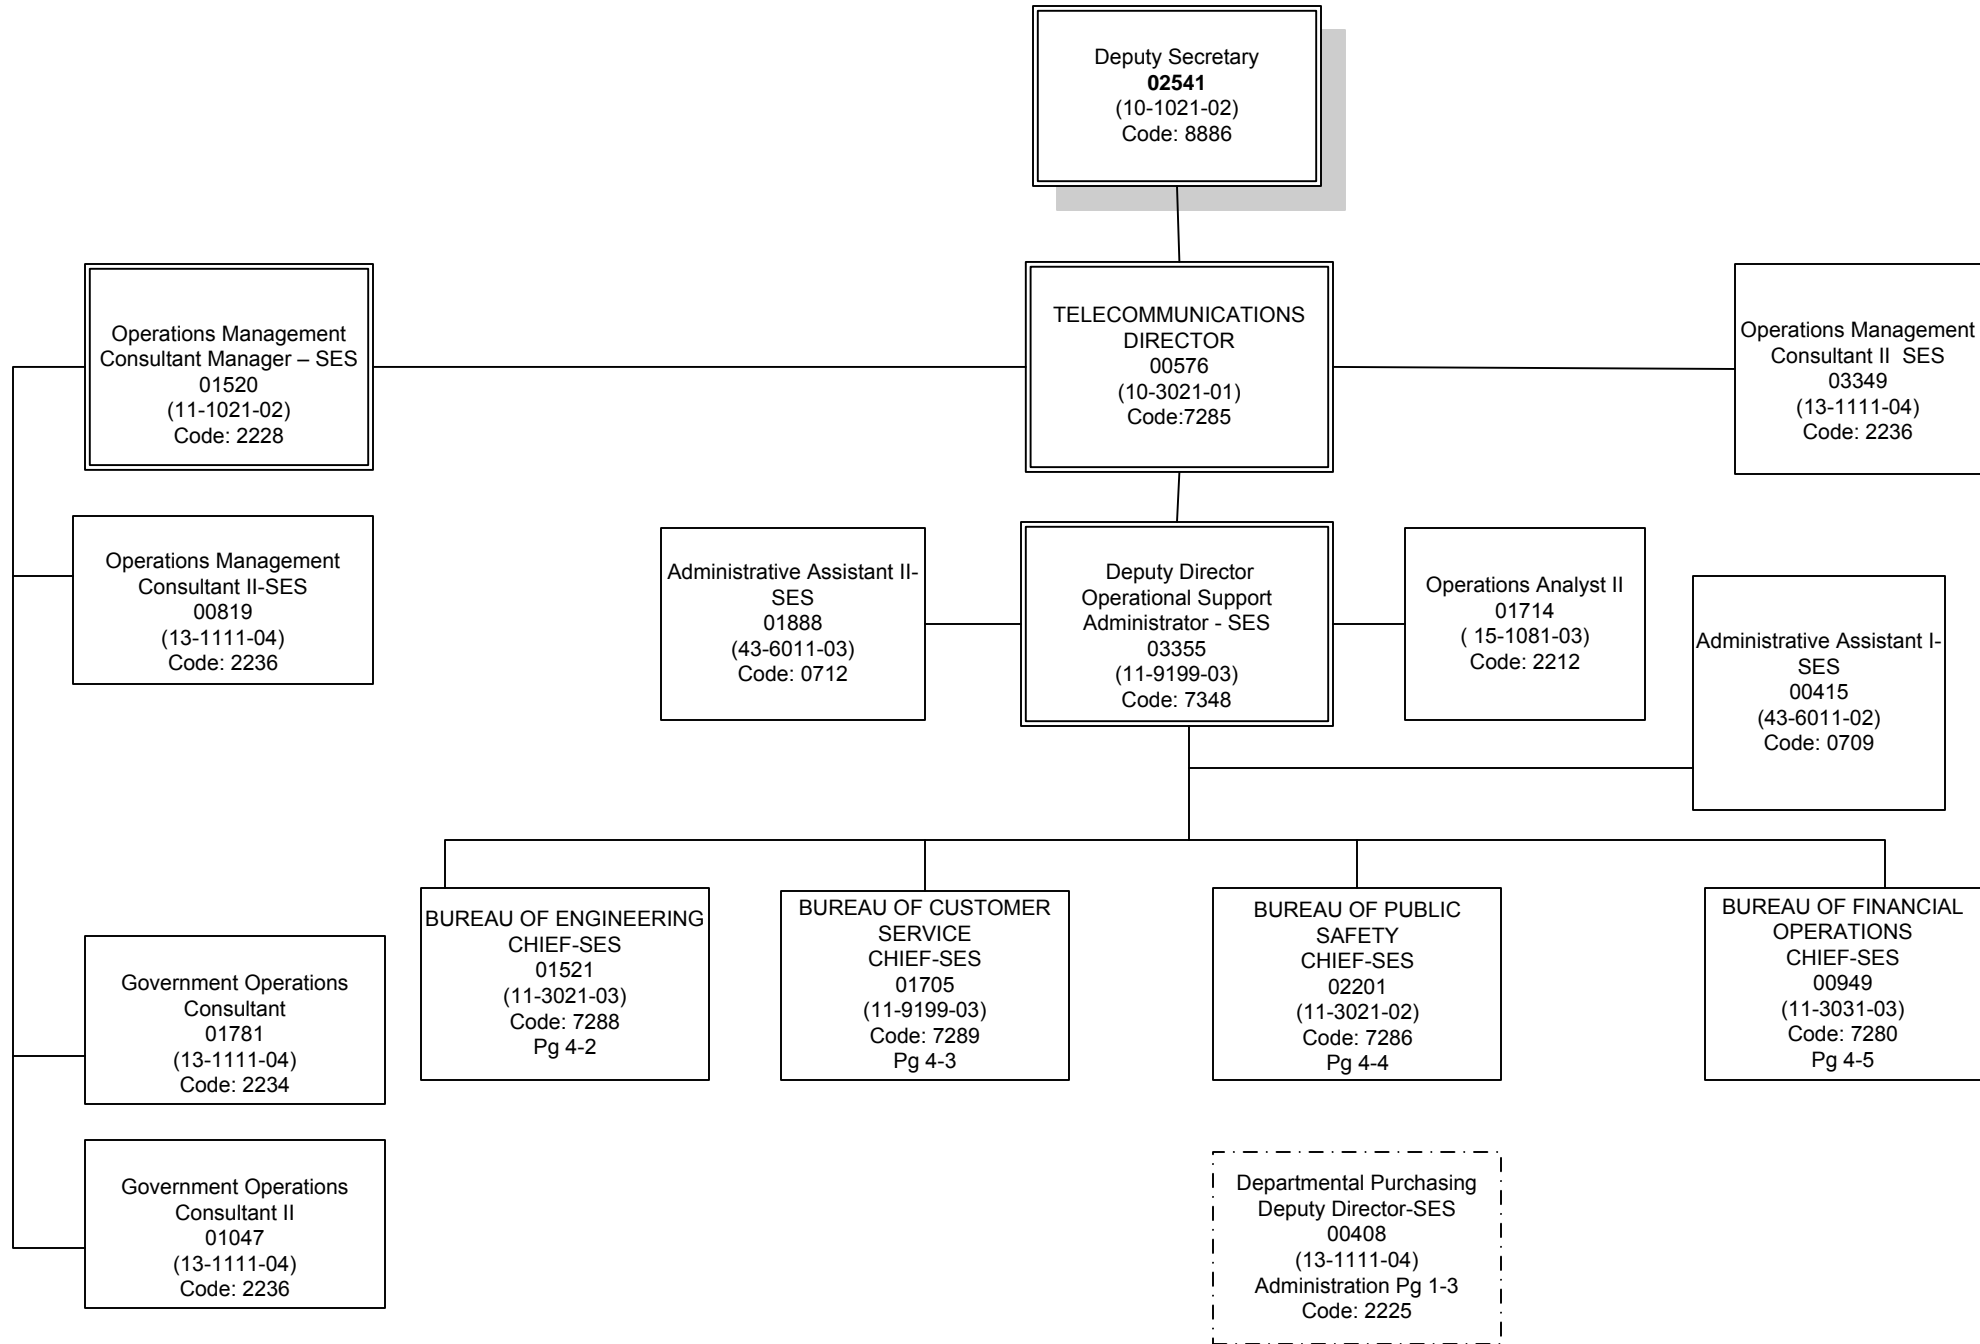 Deputy Secretary
02541
(10-1021-02)
Code: 8886
Operations Management
Consultant Manager – SES
01520
(11-1021-02)
Code: 2228
TELECOMMUNICATIONS
DIRECTOR
00576
(10-3021-01)
Code:7285
Operations Management
Consultant II  SES
03349
(13-1111-04)
Code: 2236
Operations Management
Consultant II-SES
00819
(13-1111-04)
Code: 2236
Administrative Assistant II-
SES
01888
(43-6011-03)
Code: 0712
Deputy Director
Operational Support
Administrator - SES
03355
(11-9199-03)
Code: 7348
Operations Analyst II
01714
( 15-1081-03)
Code: 2212
Administrative Assistant I-
SES
00415
(43-6011-02)
Code: 0709
BUREAU OF ENGINEERING
CHIEF-SES
01521
(11-3021-03)
Code: 7288
Pg 4-2
BUREAU OF CUSTOMER
SERVICE
CHIEF-SES
01705
(11-9199-03)
Code: 7289
Pg 4-3
BUREAU OF PUBLIC
SAFETY
CHIEF-SES
02201
(11-3021-02)
Code: 7286
Pg 4-4
BUREAU OF FINANCIAL
OPERATIONS
CHIEF-SES
00949
(11-3031-03)
Code: 7280
Pg 4-5
Government Operations
Consultant
01781
(13-1111-04)
Code: 2234
Government Operations
Consultant II
01047
(13-1111-04)
Code: 2236
Departmental Purchasing
Deputy Director-SES
00408
(13-1111-04)
Administration Pg 1-3
Code: 2225